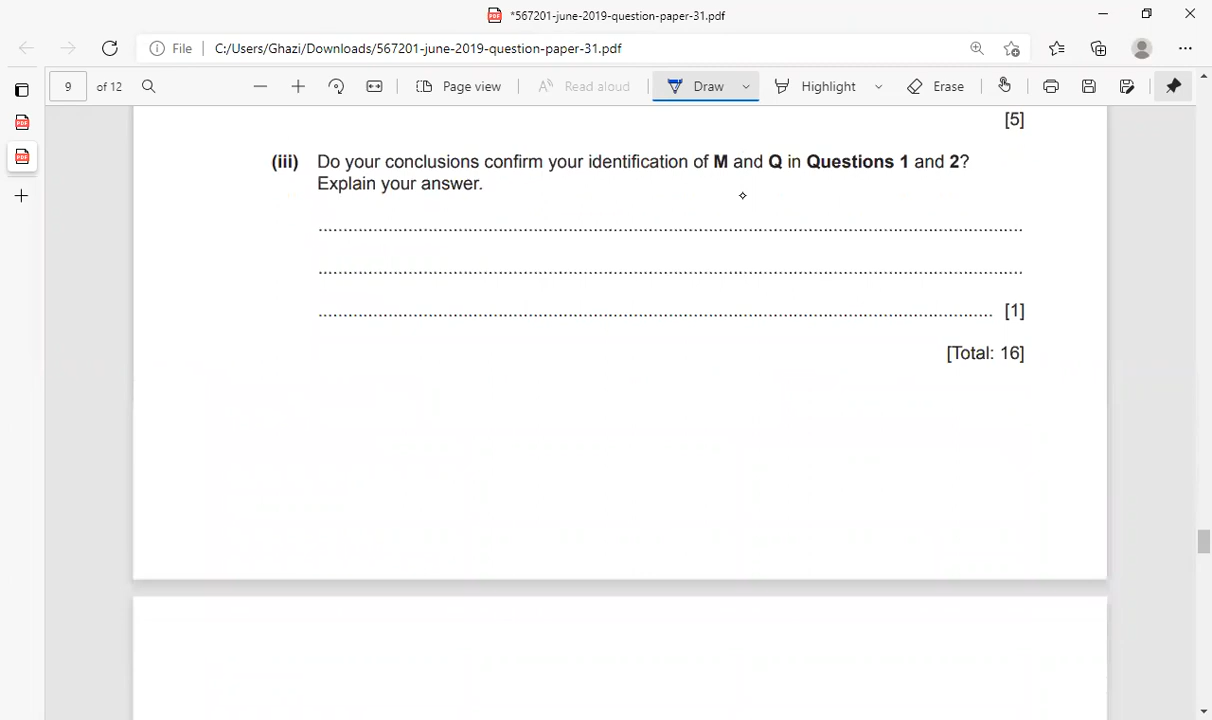 *567201-june-2019-question-paper-31.pdf
File C:/Users/Ghazi/Downloads/567201-june-2019-question-paper-31.pdf
9 of 12 Page view Read aloud Draw Highlight Erase
[5]
(iii) Do your conclusions confirm your identification of M and Q in Questions 1 and 2?
Explain your answer.
....................................................................................................
....................................................................................................
.................................................................................................... [1]
[Total: 16]